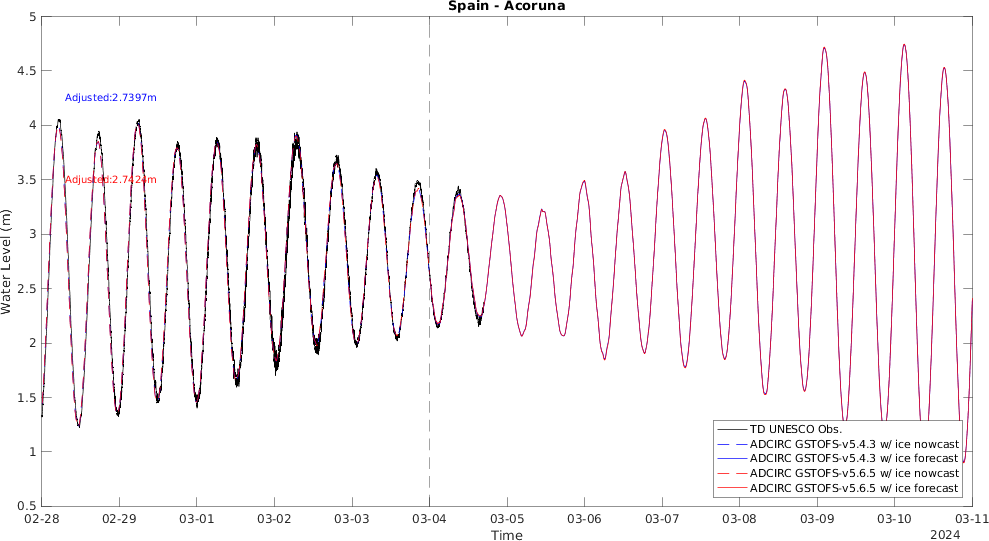 Spain - Acoruna
5
4.5
4
3.5
3
2.5
2
1.5
1
0.5
Water Level (m)
Adjusted:2.7397m
Adjusted:2.7424m
TD UNESCO Obs.
ADCIRC GSTOFS-v5.4.3 w/ ice nowcast
ADCIRC GSTOFS-v5.4.3 w/ ice forecast
ADCIRC GSTOFS-v5.6.5 w/ ice nowcast
ADCIRC GSTOFS-v5.6.5 w/ ice forecast
02-28 02-29 03-01 03-02 03-03 03-04 03-05 03-06 03-07 03-08 03-09 03-10 03-11
Time
2024